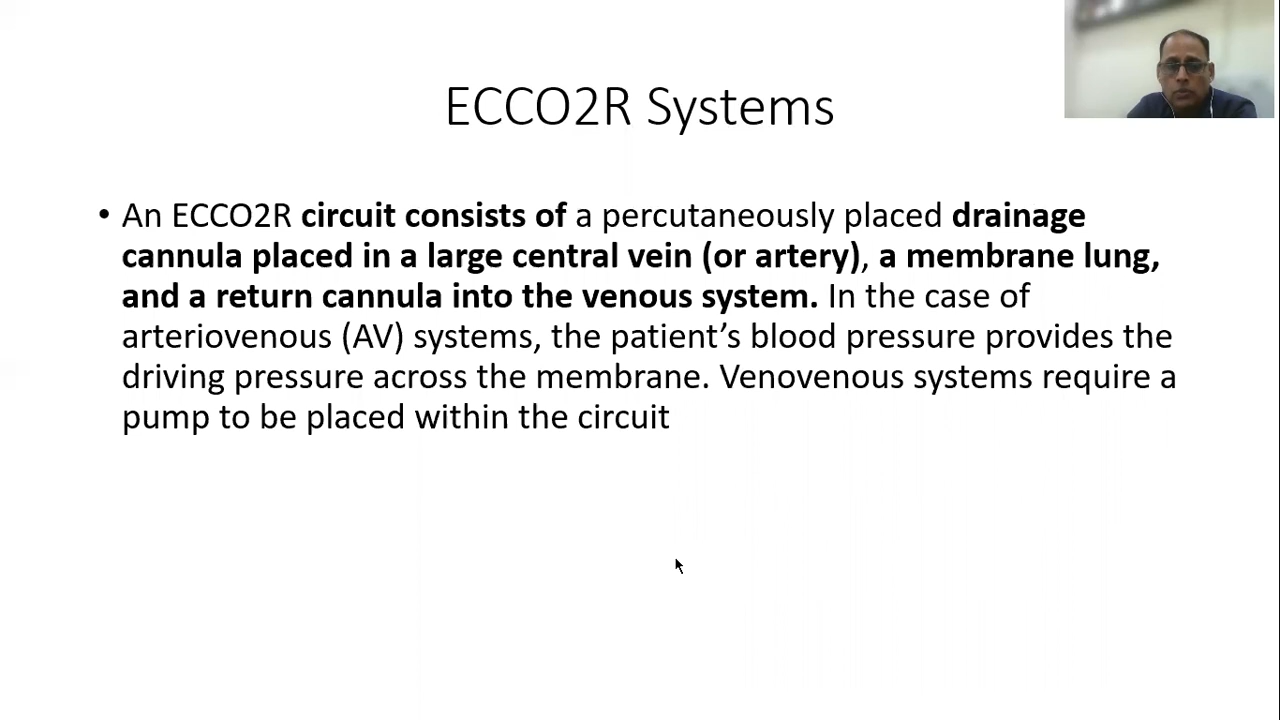 ECCO2R Systems
• An ECCO2R circuit consists of a percutaneously placed drainage
cannula placed in a large central vein (or artery), a membrane lung,
and a return cannula into the venous system. In the case of
arteriovenous (AV) systems, the patient’s blood pressure provides the
driving pressure across the membrane. Venovenous systems require a
pump to be placed within the circuit